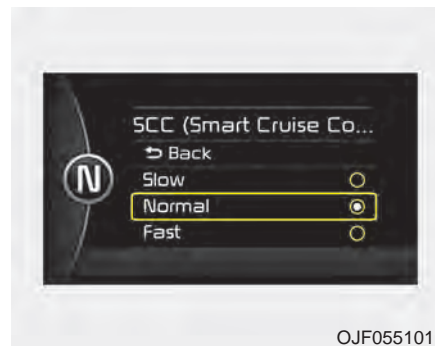 SCC (Smart Cruise Co...
Back
N
Slow
Normal
Fast
OJF055101